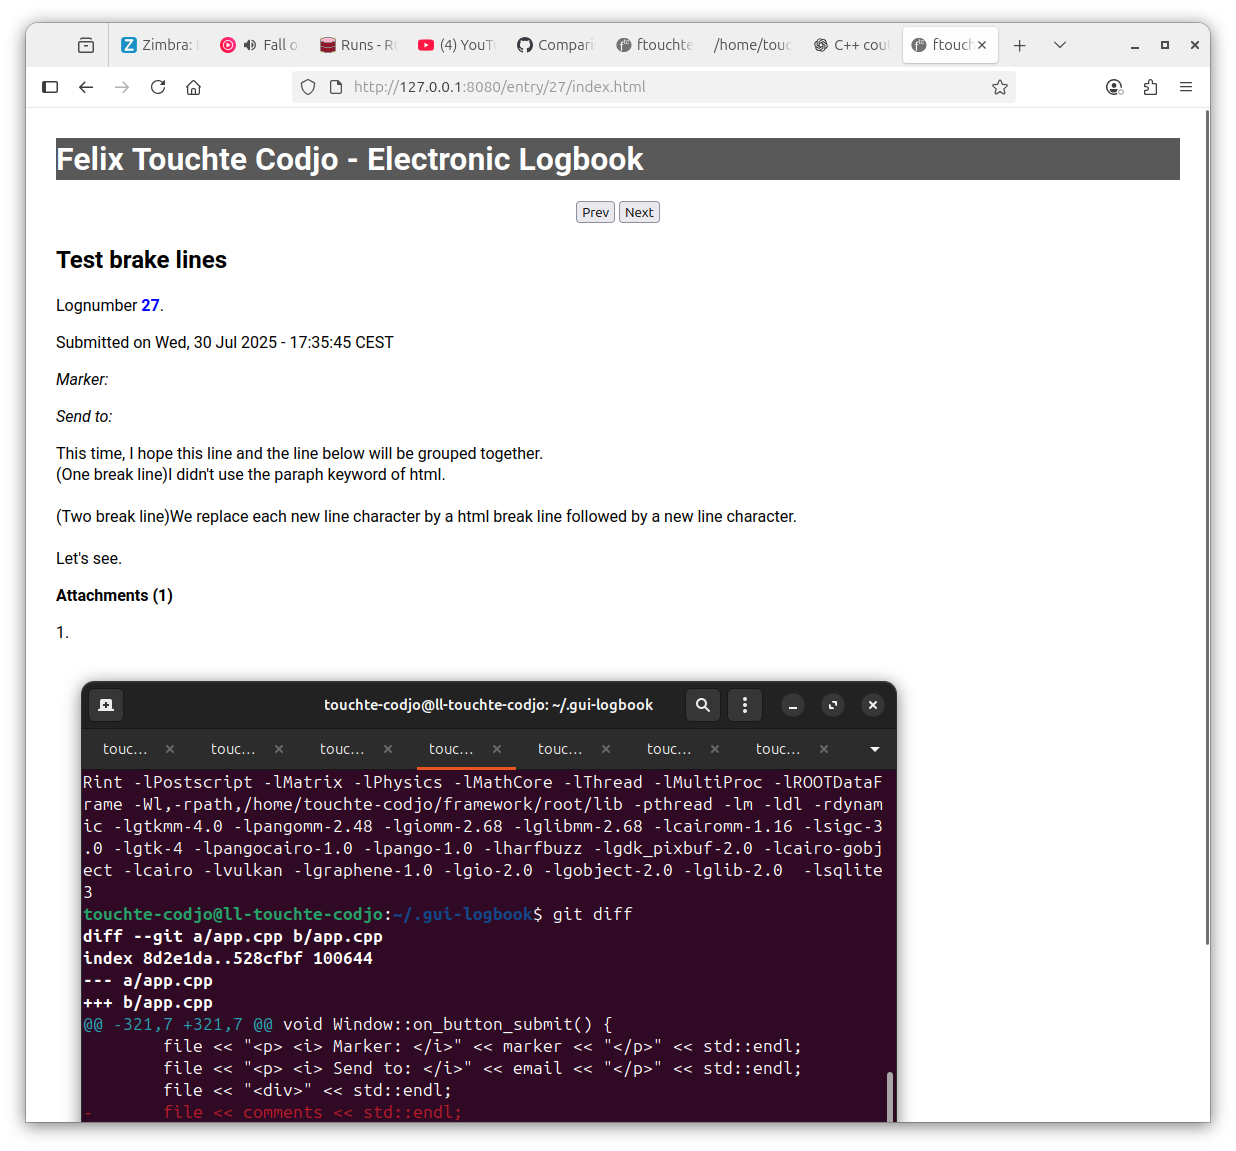 Zimbra:
Fall o
Runs - R
(4) YouT
Compari
ftouchte
/home/touc
C++ coul
ftouch
http://127.0.0.1:8080/entry/27/index.html
Felix Touchte Codjo - Electronic Logbook
Prev Next
Test brake lines
Lognumber 27.
Submitted on Wed, 30 Jul 2025 - 17:35:45 CEST
Marker:
Send to:
This time, I hope this line and the line below will be grouped together.
(One break line)I didn't use the paraph keyword of html.
(Two break line)We replace each new line character by a html break line followed by a new line character.
Let's see.
Attachments (1)
1.
touchte-codjo@ll-touchte-codjo: ~/.gui-logbook
touc... touc... touc... touc... touc... touc... touc...
Rint -lPostscript -lMatrix -lPhysics -lMathCore -lThread -lMultiProc -lROOTDataF
rame -Wl,-rpath,/home/touchte-codjo/framework/root/lib -pthread -lm -ldl -rdynam
ic -lgtkmm-4.0 -lpangomm-2.48 -lgiomm-2.68 -lglibmm-2.68 -lcairomm-1.16 -lsigc-3
.0 -lgtk-4 -lpangocairo-1.0 -lpango-1.0 -lharfbuzz -lgdk_pixbuf-2.0 -lcairo-gobj
ect -lcairo -lvulkan -lgraphene-1.0 -lgio-2.0 -lgobject-2.0 -lglib-2.0  -lsqlite
3
touchte-codjo@ll-touchte-codjo:~/.gui-logbook$ git diff
diff --git a/app.cpp b/app.cpp
index 8d2e1da..528cfbf 100644
--- a/app.cpp
+++ b/app.cpp
@@ -321,7 +321,7 @@ void Window::on_button_submit() {
file << "<p> <i> Marker: </i>" << marker << "</p>" << std::endl;
file << "<p> <i> Send to: </i>" << email << "</p>" << std::endl;
file << "<div>" << std::endl;
-       file << comments << std::endl;